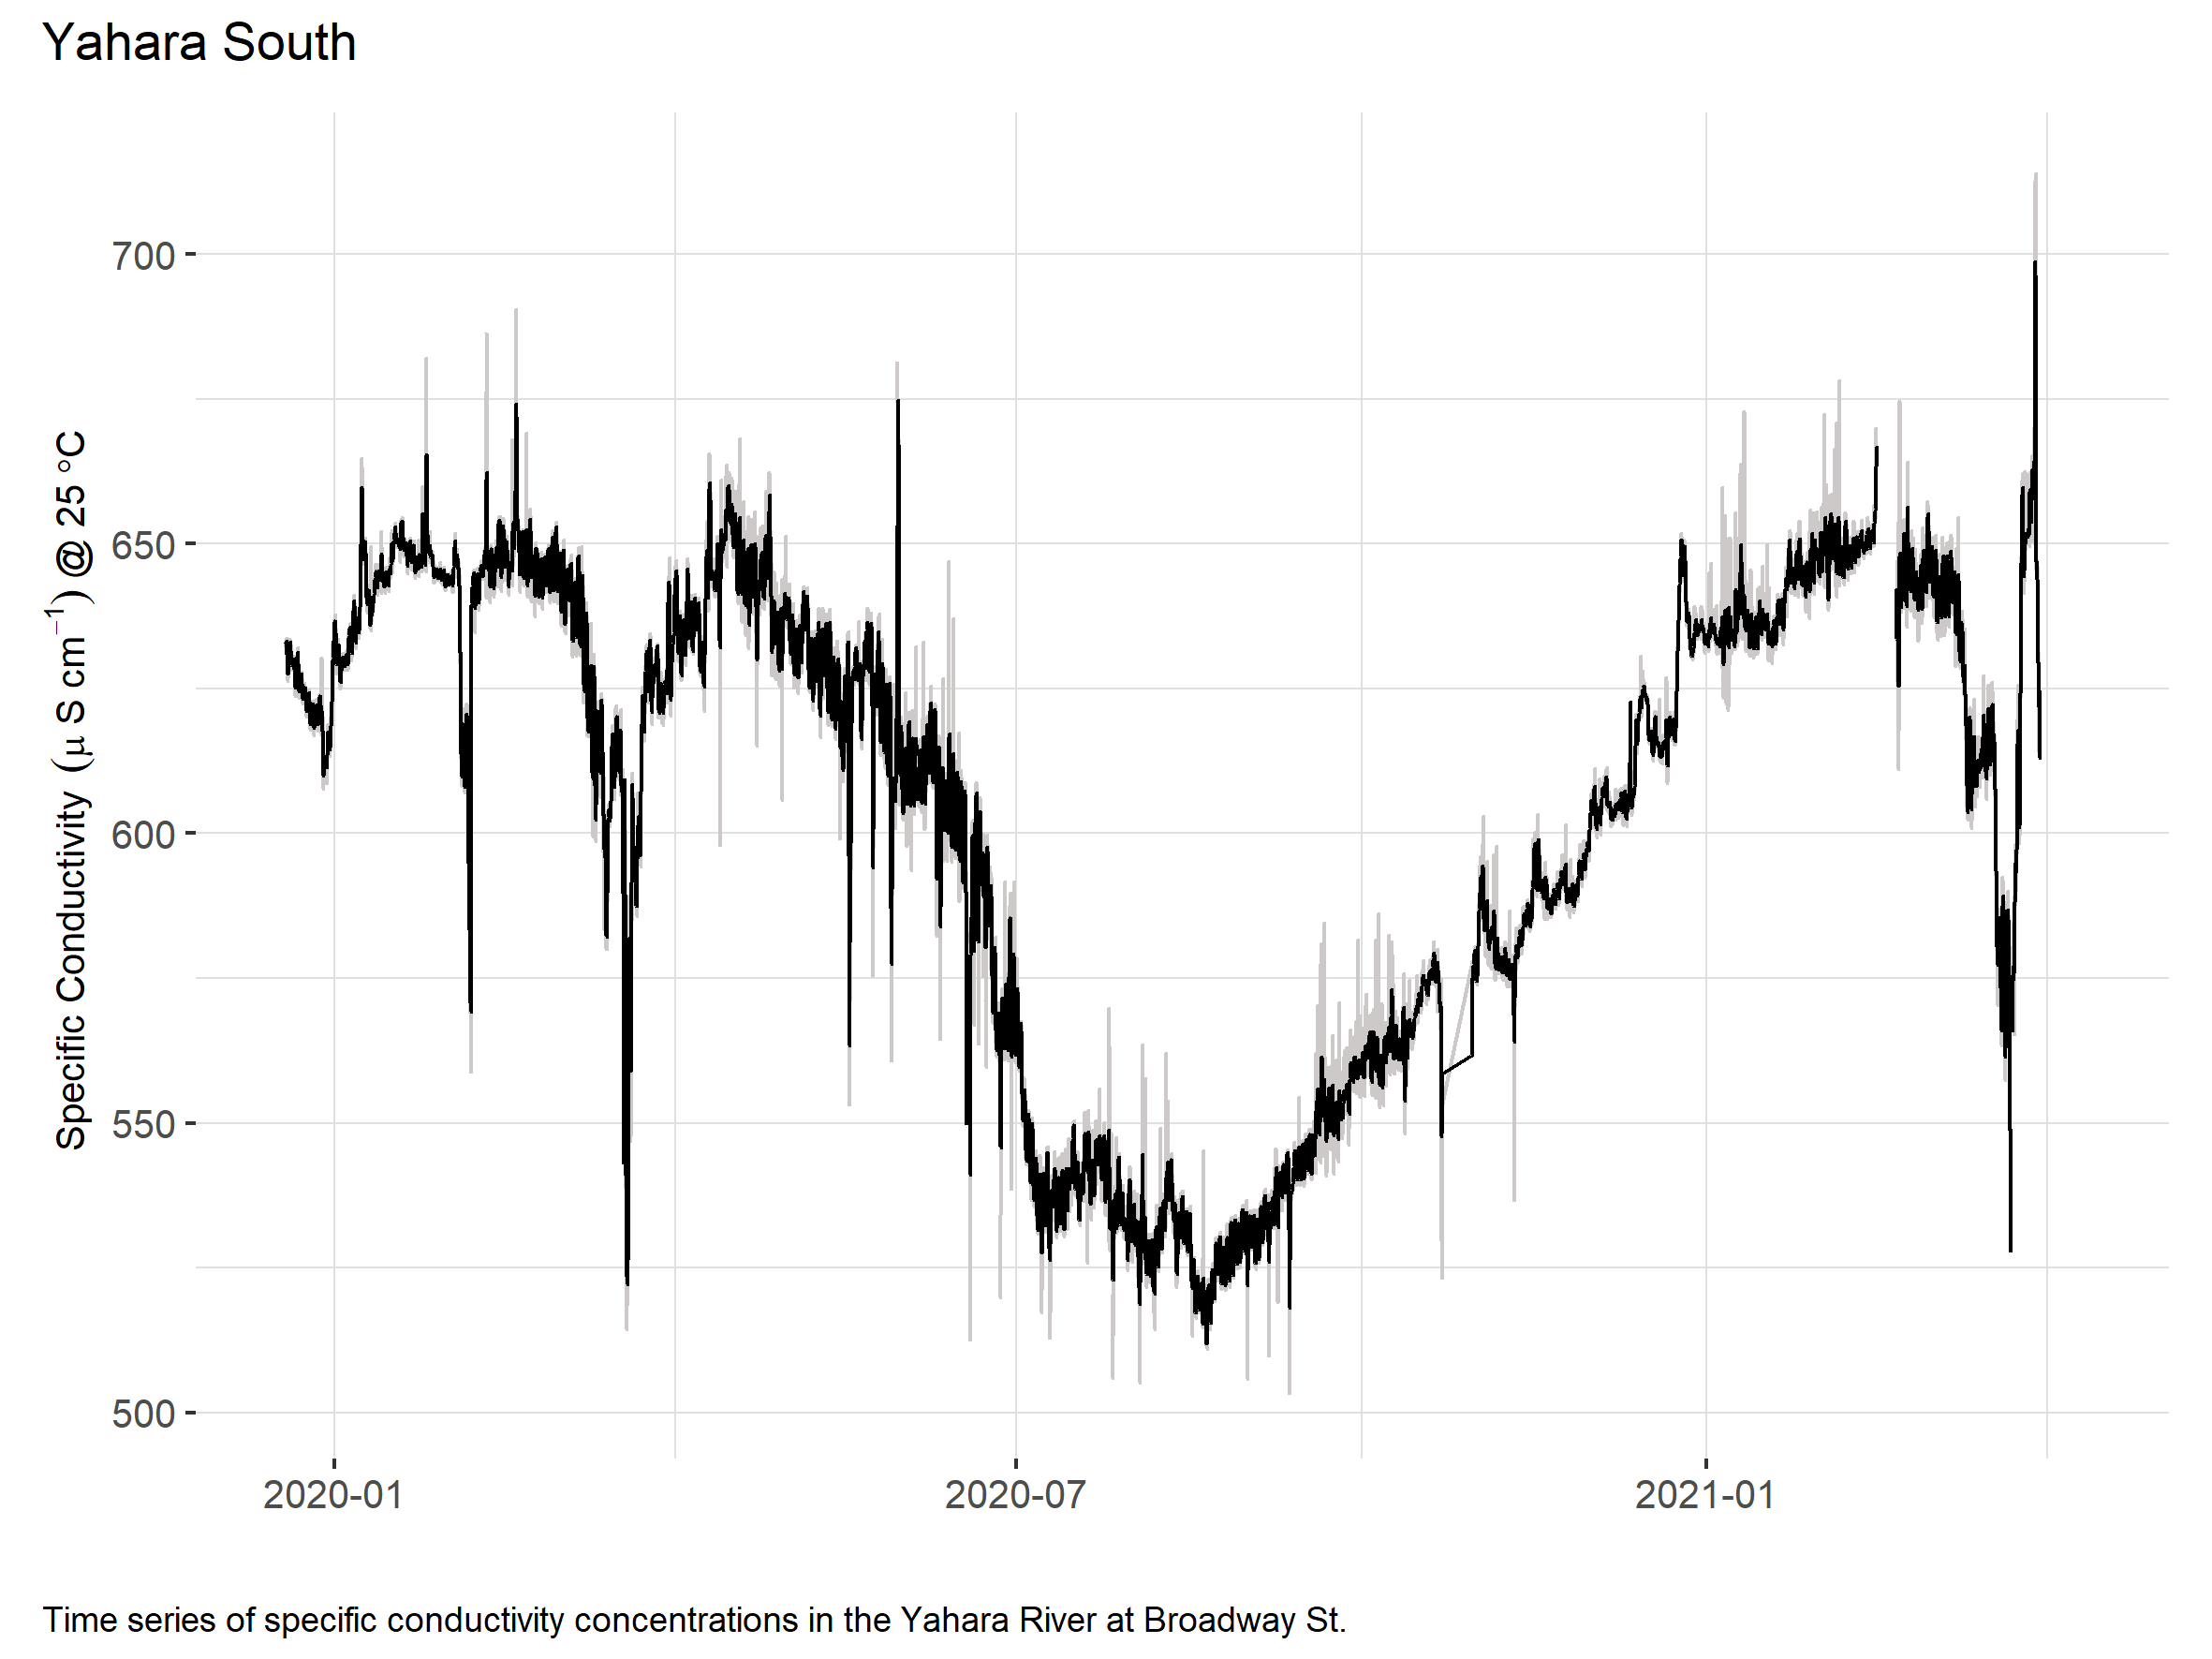 Yahara South
Specific Conductivity (μ S cm⁻¹) @ 25 °C
700
650
600
550
500
2020-01
2020-07
2021-01
Time series of specific conductivity concentrations in the Yahara River at Broadway St.